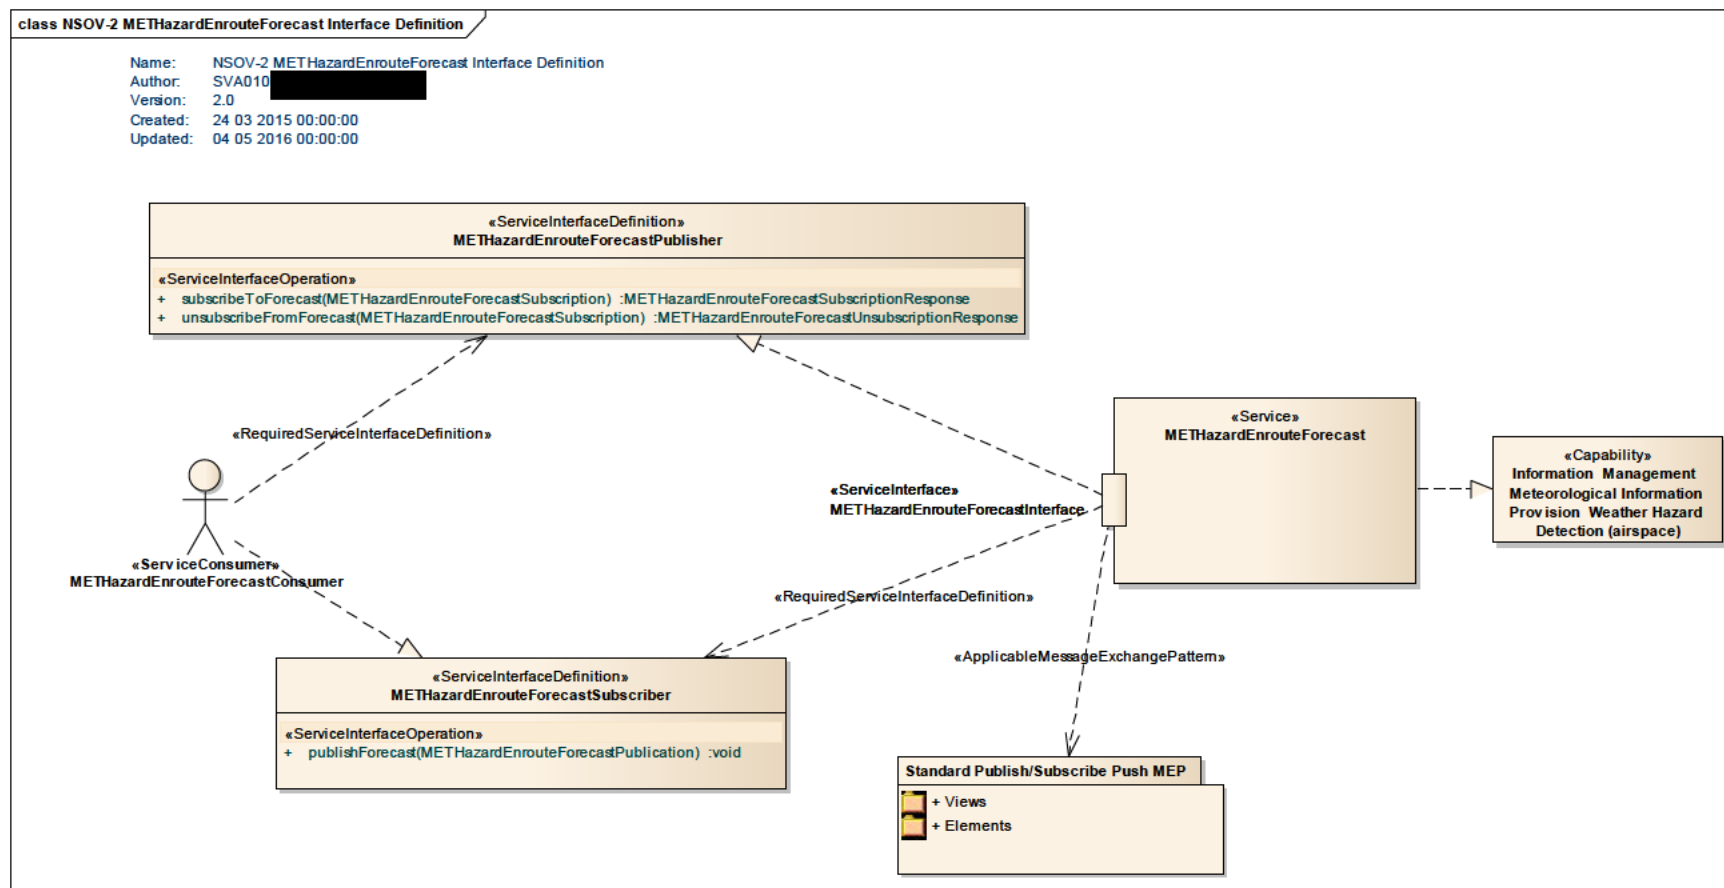 class NSOV-2 METHazardEnrouteForecast Interface Definition
Name: NSOV-2 METHazardEnrouteForecast Interface Definition
Author: SVA010
Version: 2.0
Created: 24 03 2015 00:00:00
Updated: 04 05 2016 00:00:00
«ServiceInterfaceDefinition»
METHazardEnrouteForecastPublisher
«ServiceInterfaceOperation»
+ subscribeToForecast(METHazardEnrouteForecastSubscription) :METHazardEnrouteForecastSubscriptionResponse
+ unsubscribeFromForecast(METHazardEnrouteForecastSubscription) :METHazardEnrouteForecastUnsubscriptionResponse
«RequiredServiceInterfaceDefinition»
«Service»
METHazardEnrouteForecast
«Capability»
Information Management
Meteorological Information
Provision Weather Hazard
Detection (airspace)
«ServiceInterface»
METHazardEnrouteForecastInterface
«ServiceConsumer»
METHazardEnrouteForecastConsumer
«RequiredServiceInterfaceDefinition»
«ApplicableMessageExchangePattern»
«ServiceInterfaceDefinition»
METHazardEnrouteForecastSubscriber
«ServiceInterfaceOperation»
+ publishForecast(METHazardEnrouteForecastPublication) :void
Standard Publish/Subscribe Push MEP
+ Views
+ Elements